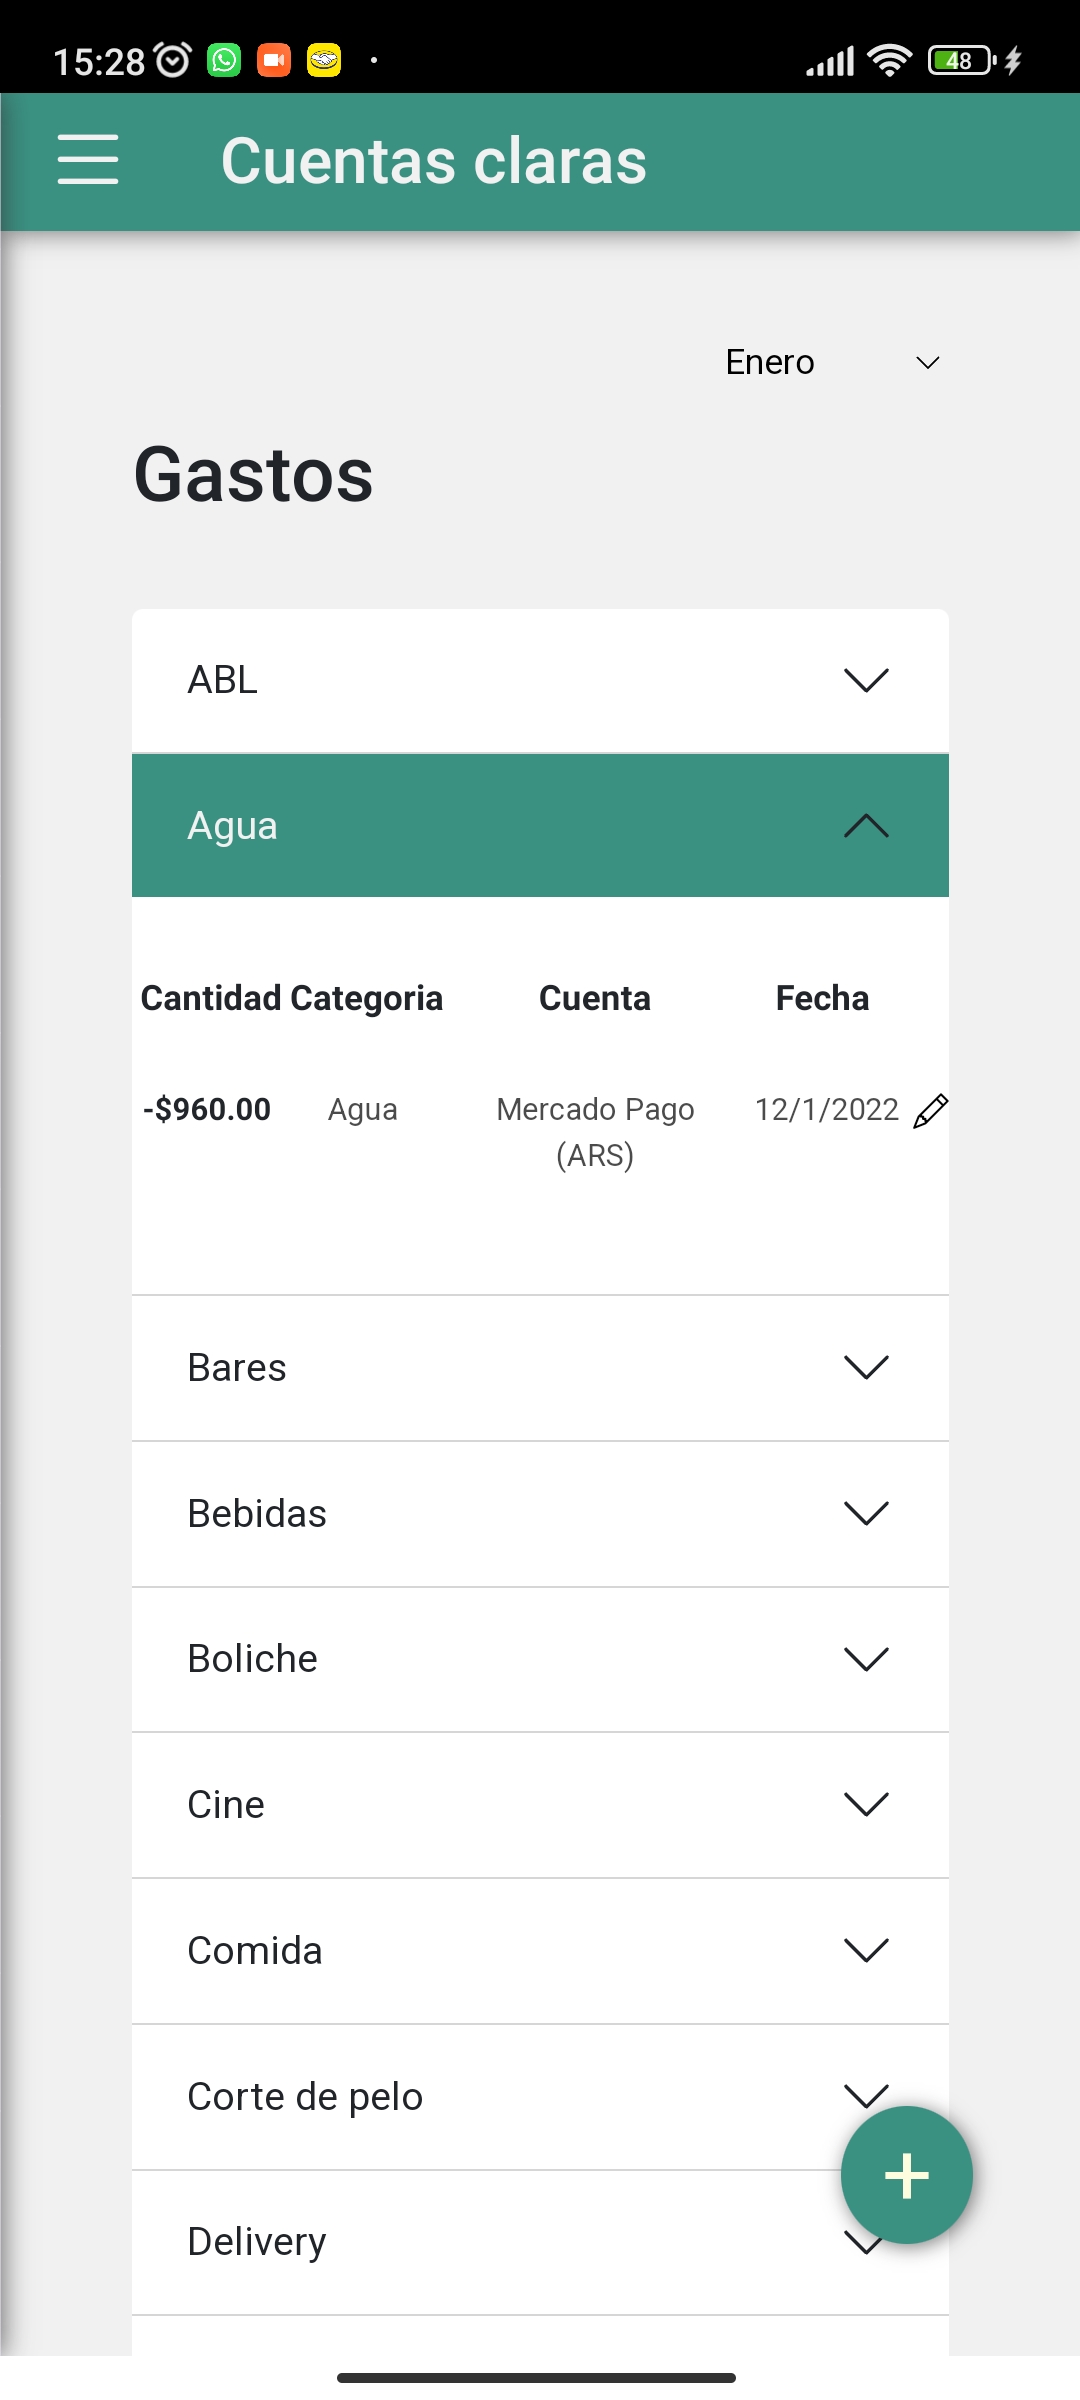 15:28
48
Cuentas claras
Enero
Gastos
ABL
Agua
Cantidad Categoria Cuenta Fecha
-$960.00 Agua Mercado Pago (ARS) 12/1/2022
Bares
Bebidas
Boliche
Cine
Comida
Corte de pelo
+
Delivery